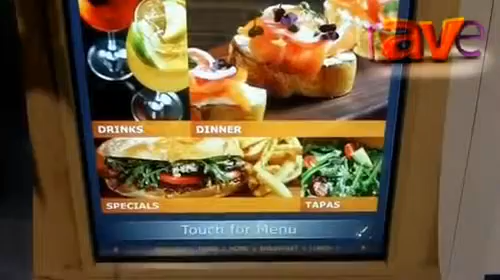 rave
DRINKS
DINNER
SPECIALS
TAPAS
Touch for Menu